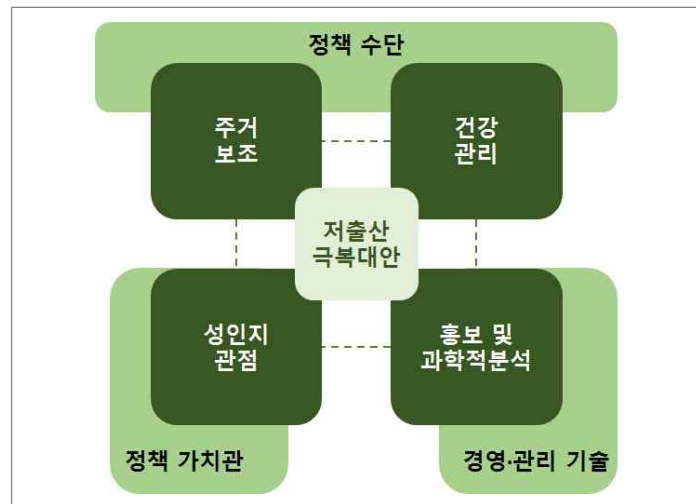 정책 수단
주거
보조
건강
관리
저출산
극복대안
성인지
관점
홍보 및
과학적분석
정책 가치관
경영·관리 기술